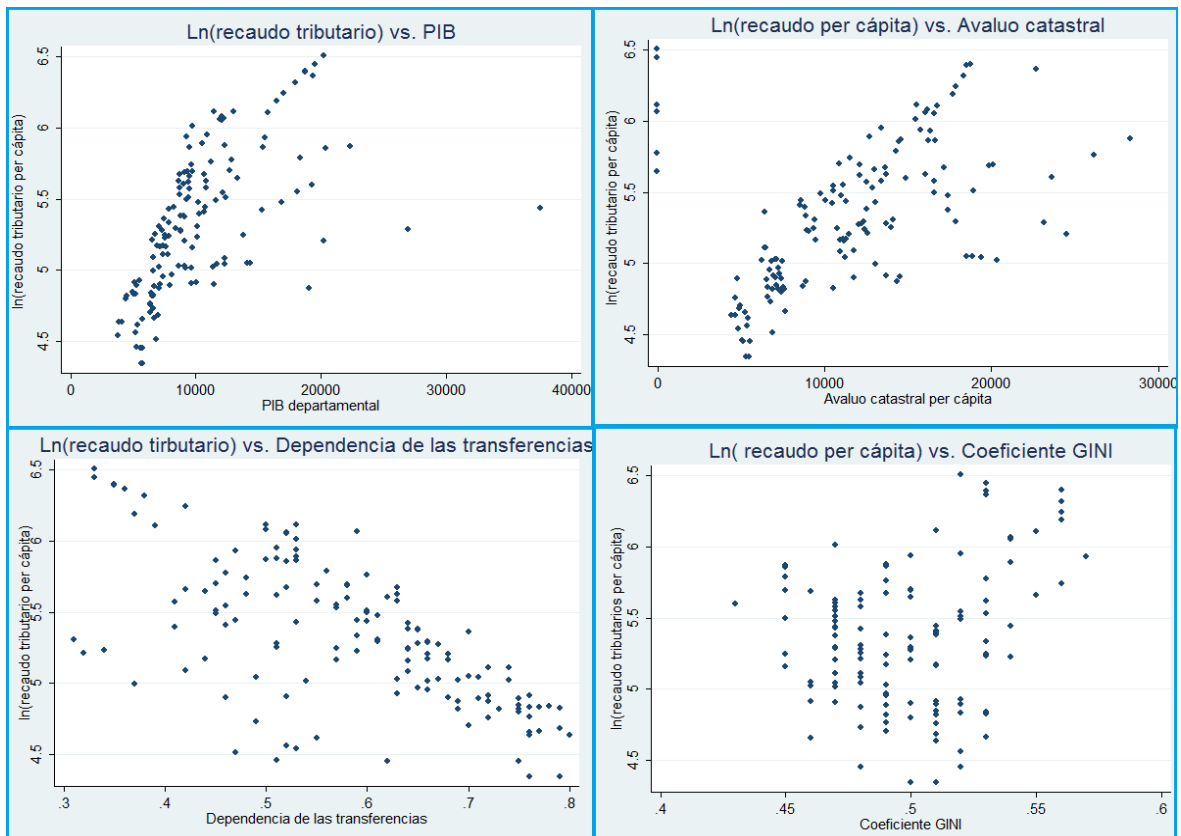 Ln(recaudo tributario) vs. PIB
ln(recaudo tributario per cápita)
6.5
6
5.5
5
4.5
0 10000 20000 30000 40000
PIB departamental
Ln(recaudo per cápita) vs. Avaluo catastral
ln(recaudo tributario per cápita)
6.5
6
5.5
5
4.5
0 10000 20000 30000
Avaluo catastral per cápita
Ln(recaudo tirbutario) vs. Dependencia de las transferencias
ln(recaudo tributario per cápita)
6.5
6
5.5
5
4.5
.3 .4 .5 .6 .7 .8
Dependencia de las transferencias
Ln( recaudo per cápita) vs. Coeficiente GINI
ln(recaudo tributarios per cápita)
6.5
6
5.5
5
4.5
.4 .45 .5 .55 .6
Coeficiente GINI